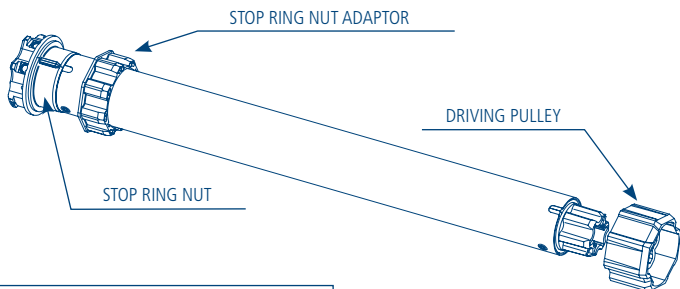 STOP RING NUT ADAPTOR
DRIVING PULLEY
STOP RING NUT